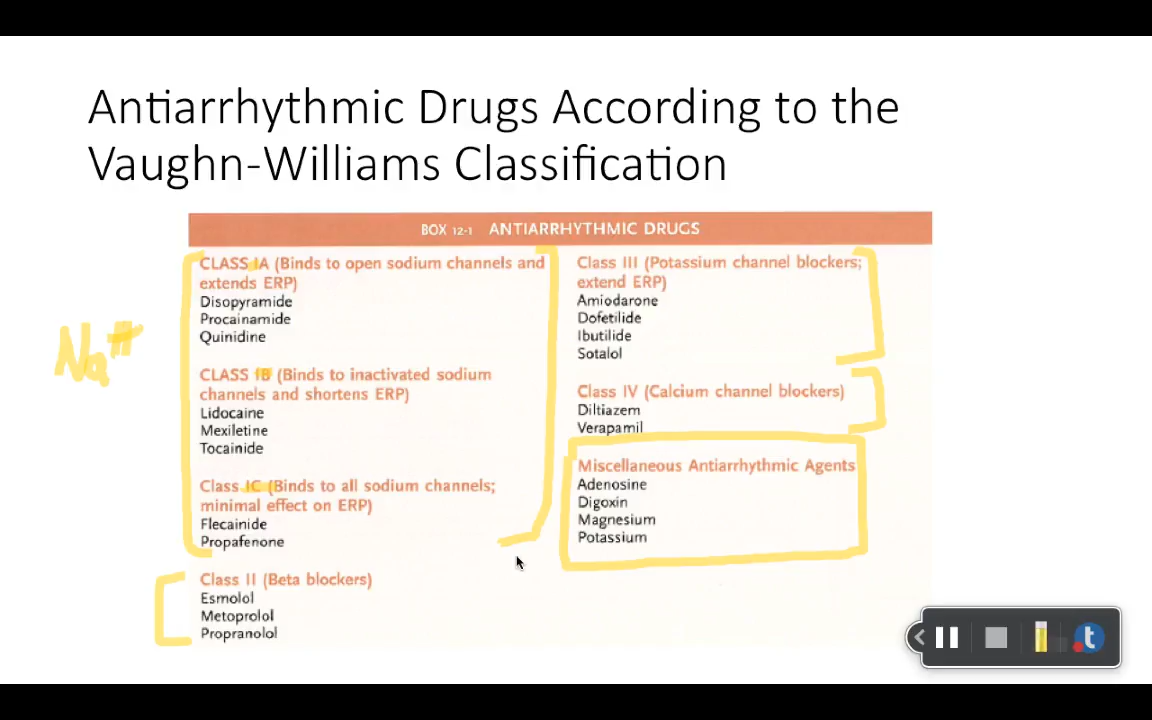 Antiarrhythmic Drugs According to the
Vaughn-Williams Classification
BOX 12-1 ANTIARRHYTHMIC DRUGS
CLASS IA (Binds to open sodium channels and
extends ERP)
Disopyramide
Procainamide
Quinidine
CLASS IB (Binds to inactivated sodium
channels and shortens ERP)
Lidocaine
Mexiletine
Tocainide
Class IC (Binds to all sodium channels;
minimal effect on ERP)
Flecainide
Propafenone
Class II (Beta blockers)
Esmolol
Metoprolol
Propranolol
Class III (Potassium channel blockers;
extend ERP)
Amiodarone
Dofetilide
Ibutilide
Sotalol
Class IV (Calcium channel blockers)
Diltiazem
Verapamil
Miscellaneous Antiarrhythmic Agents
Adenosine
Digoxin
Magnesium
Potassium
Na
t